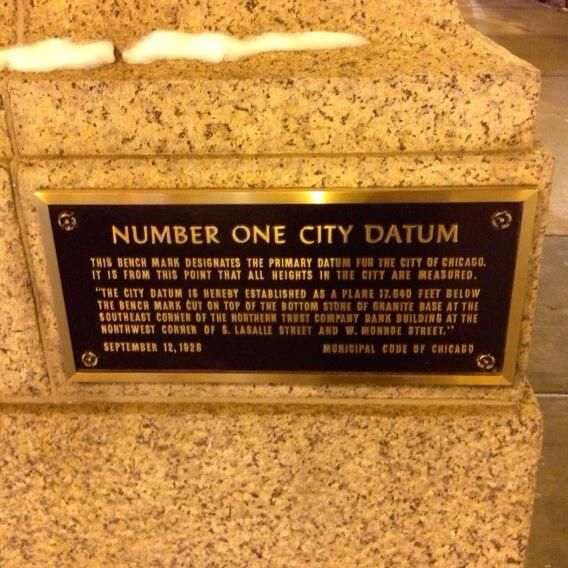 NUMBER ONE CITY DATUM
THIS BENCH MARK DESIGNATES THE PRIMARY DATUM FOR THE CITY OF CHICAGO.
IT IS FROM THIS POINT THAT ALL HEIGHTS IN THE CITY ARE MEASURED.
"THE CITY DATUM IS HEREBY ESTABLISHED AS A PLANE 17.640 FEET BELOW
THE BENCH MARK CUT ON TOP OF THE BOTTOM STONE OF GRANITE BASE AT THE
SOUTHEAST CORNER OF THE NORTHERN TRUST COMPANY BANK BUILDING AT THE
NORTHWEST CORNER OF S. LASALLE STREET AND W. MONROE STREET."
SEPTEMBER 12, 1928 MUNICIPAL CODE OF CHICAGO